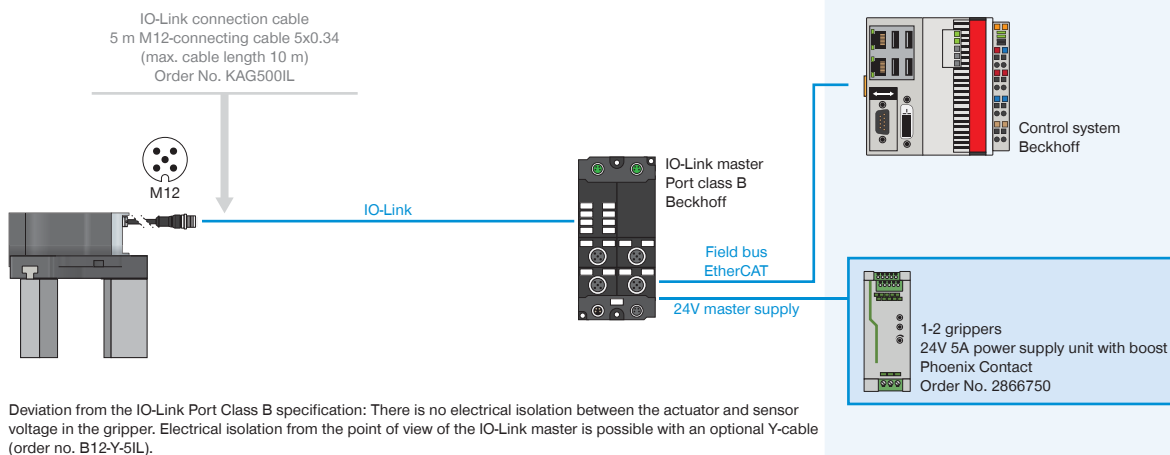 IO-Link connection cable
5 m M12-connecting cable 5x0.34
(max. cable length 10 m)
Order No. KAG500IL
M12
IO-Link
IO-Link master
Port class B
Beckhoff
Field bus
EtherCAT
24V master supply
Control system
Beckhoff
1-2 grippers
24V 5A power supply unit with boost
Phoenix Contact
Order No. 2866750
Deviation from the IO-Link Port Class B specification: There is no electrical isolation between the actuator and sensor
voltage in the gripper. Electrical isolation from the point of view of the IO-Link master is possible with an optional Y-cable
(order no. B12-Y-5IL).